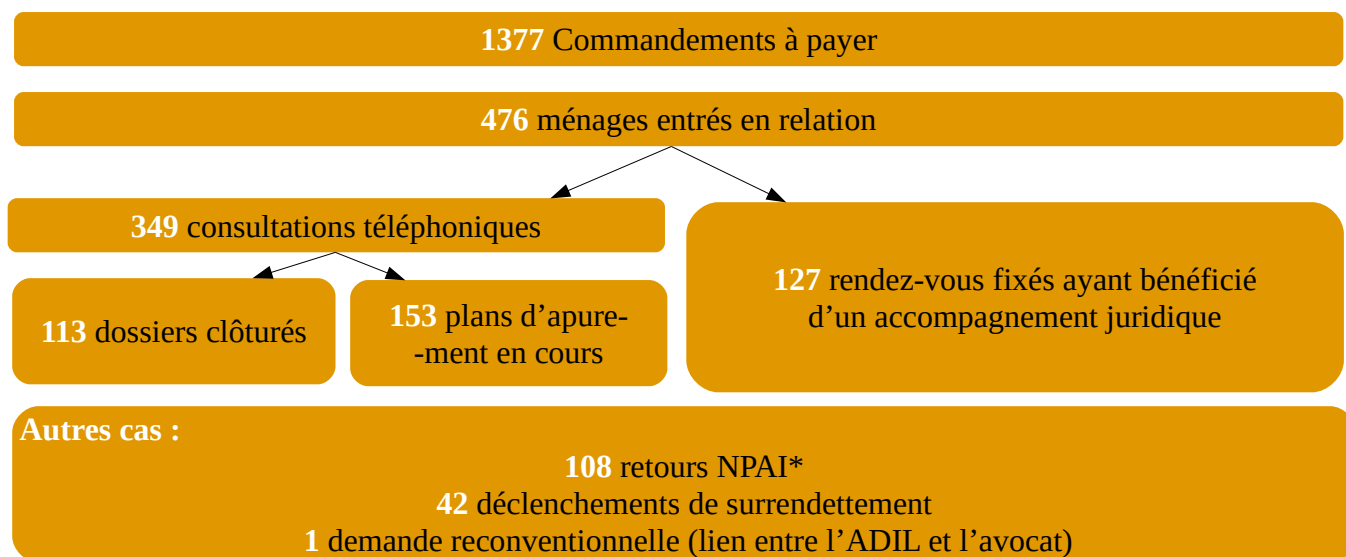 1377 Commandements à payer
476 ménages entrés en relation
349 consultations téléphoniques
113 dossiers clôturés
153 plans d'apure-
-ment en cours
127 rendez-vous fixés ayant bénéficié
d'un accompagnement juridique
Autres cas :
108 retours NPAI*
42 déclenchements de surrendettement
1 demande reconventionnelle (lien entre l'ADIL et l'avocat)